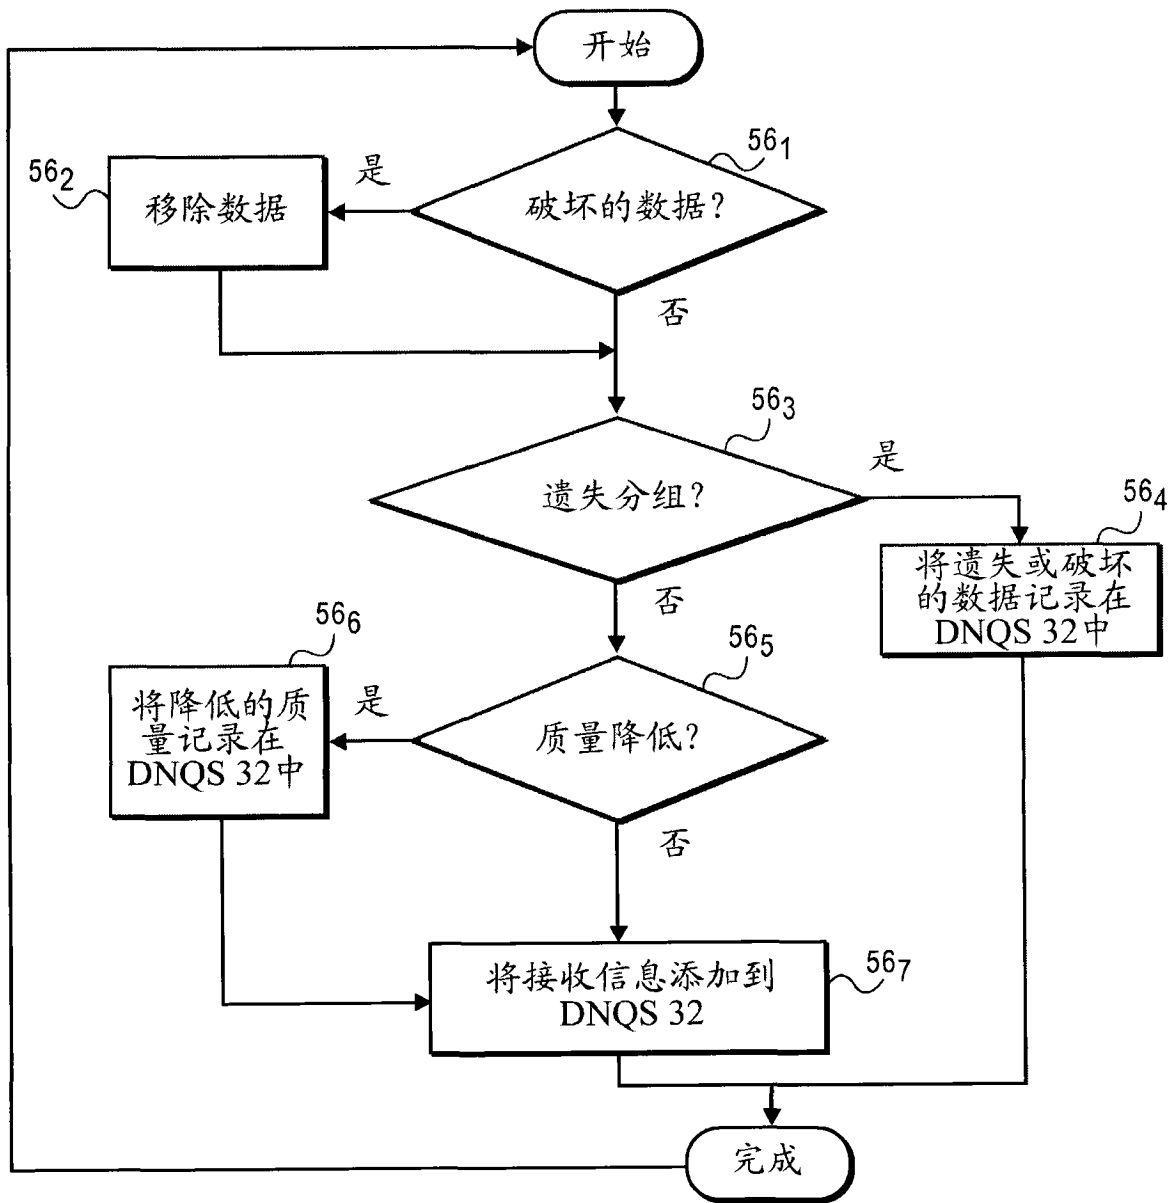 开始
56₁
破坏的数据？
是
56₂
移除数据
否
56₃
遗失分组？
是
56₄
将遗失或破坏
的数据记录在
DNQS 32中
否
56₅
质量降低？
是
56₆
将降低的质
量记录在
DNQS 32中
否
将接收信息添加到
DNQS 32
56₇
完成